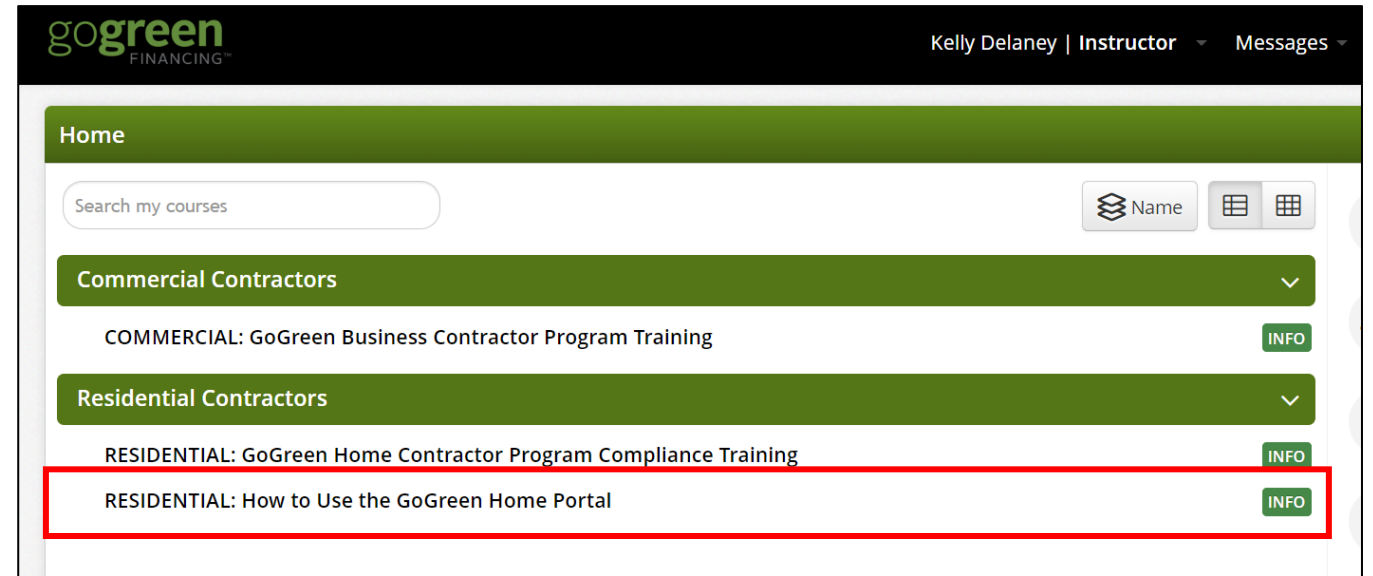 gogreen
FINANCING™
Kelly Delaney | Instructor
Messages
Home
Search my courses
Name
Commercial Contractors
COMMERCIAL: GoGreen Business Contractor Program Training
INFO
Residential Contractors
RESIDENTIAL: GoGreen Home Contractor Program Compliance Training
INFO
RESIDENTIAL: How to Use the GoGreen Home Portal
INFO